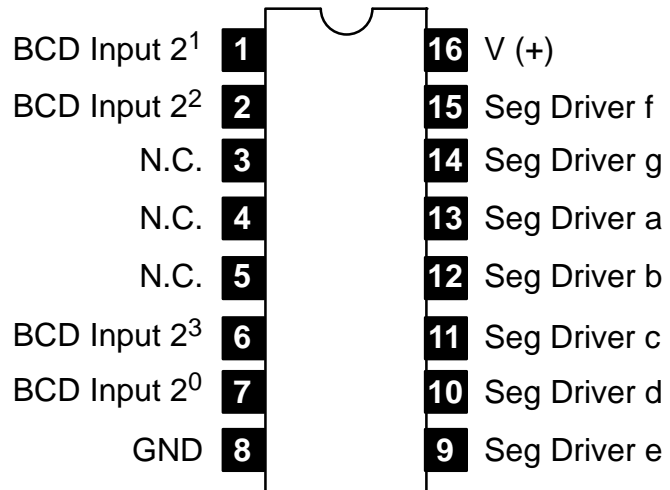 BCD Input 2¹ 1 16 V (+)
BCD Input 2² 2 15 Seg Driver f
N.C. 3 14 Seg Driver g
N.C. 4 13 Seg Driver a
N.C. 5 12 Seg Driver b
BCD Input 2³ 6 11 Seg Driver c
BCD Input 2⁰ 7 10 Seg Driver d
GND 8 9 Seg Driver e